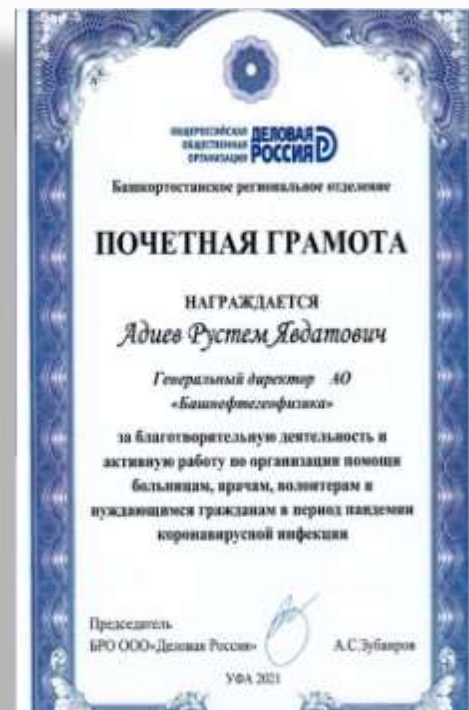 ОБЩЕРОССИЙСКАЯ
ОБЩЕСТВЕННАЯ
ОРГАНИЗАЦИЯ
ДЕЛОВАЯ
РОССИЯ
Башкортостанское региональное отделение
ПОЧЕТНАЯ ГРАМОТА
НАГРАЖДАЕТСЯ
Адиев Рустем Явдатович
Генеральный директор АО
«Башнефтегеофизика»
за благотворительную деятельность и
активную работу по организации помощи
больницам, врачам, волонтерам и
нуждающимся гражданам в период пандемии
коронавирусной инфекции
Председатель
БРО ООО«Деловая Россия» А.С.Зубаиров
УФА 2021